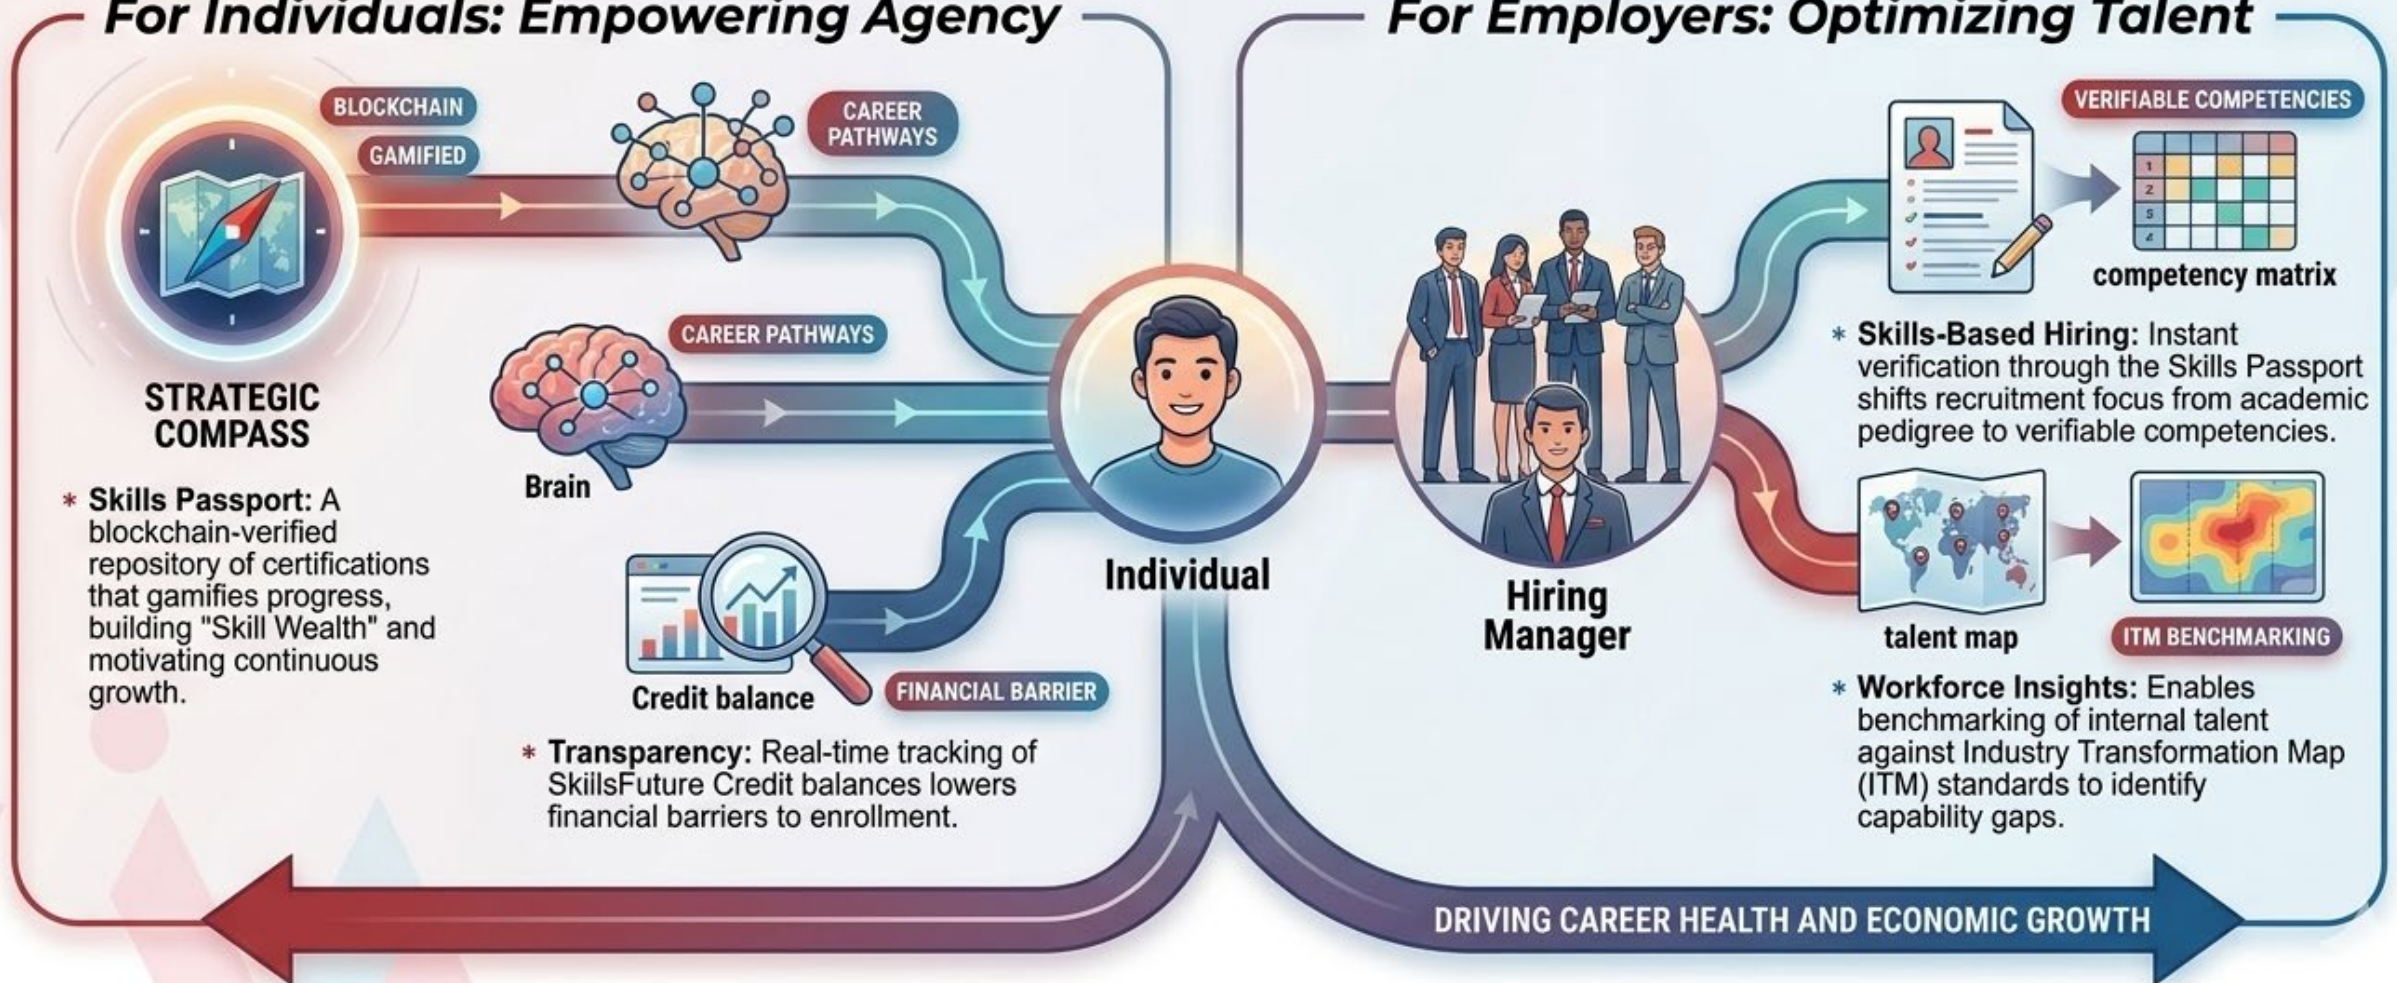 For Individuals: Empowering Agency
BLOCKCHAIN
GAMIFIED
CAREER
PATHWAYS
STRATEGIC
COMPASS
* Skills Passport: A
blockchain-verified
repository of certifications
that gamifies progress,
building "Skill Wealth" and
motivating continuous
growth.
CAREER PATHWAYS
Brain
Credit balance
FINANCIAL BARRIER
* Transparency: Real-time tracking of
SkillsFuture Credit balances lowers
financial barriers to enrollment.
Individual
For Employers: Optimizing Talent
Hiring
Manager
VERIFIABLE COMPETENCIES
1
2
S
4
competency matrix
* Skills-Based Hiring: Instant
verification through the Skills Passport
shifts recruitment focus from academic
pedigree to verifiable competencies.
talent map
ITM BENCHMARKING
* Workforce Insights: Enables
benchmarking of internal talent
against Industry Transformation Map
(ITM) standards to identify
capability gaps.
DRIVING CAREER HEALTH AND ECONOMIC GROWTH